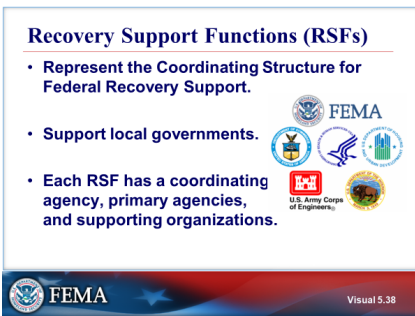 Recovery Support Functions (RSFs)
• Represent the Coordinating Structure for
Federal Recovery Support.
FEMA
• Support local governments.
• Each RSF has a coordinating
agency, primary agencies,
and supporting organizations.
U.S. Army Corps
of Engineers®
FEMA
Visual 5.38